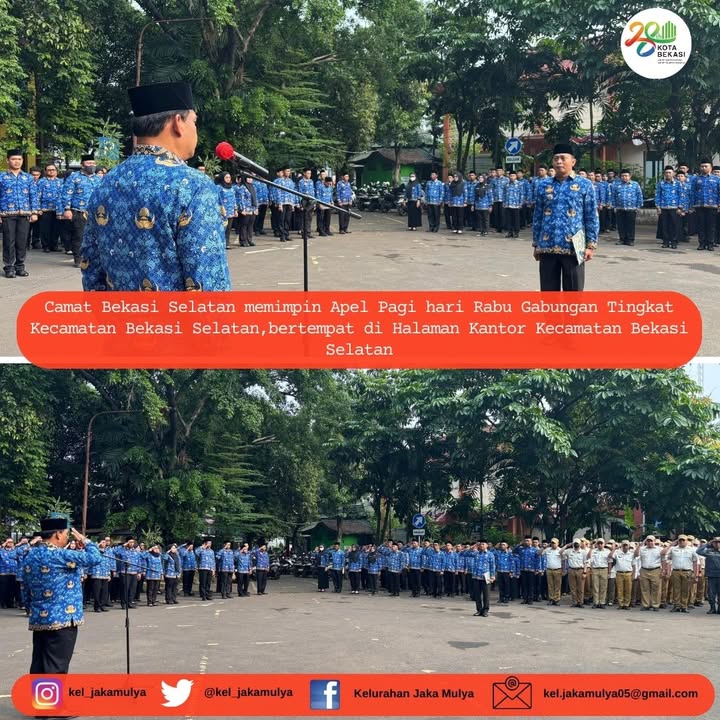 28
KOTA
BEKASI
Camat Bekasi Selatan memimpin Apel Pagi hari Rabu Gabungan Tingkat
Kecamatan Bekasi Selatan,bertempat di Halaman Kantor Kecamatan Bekasi
Selatan
kel_jakamulya
@kel_jakamulya
Kelurahan Jaka Mulya
kel.jakamulya05@gmail.com